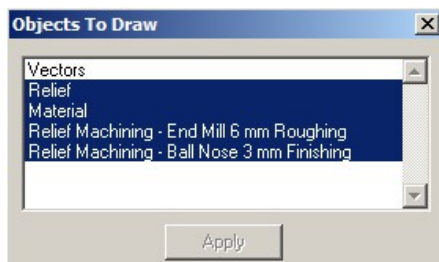 Objects To Draw
Vectors
Relief
Material
Relief Machining - End Mill 6 mm Roughing
Relief Machining - Ball Nose 3 mm Finishing
Apply